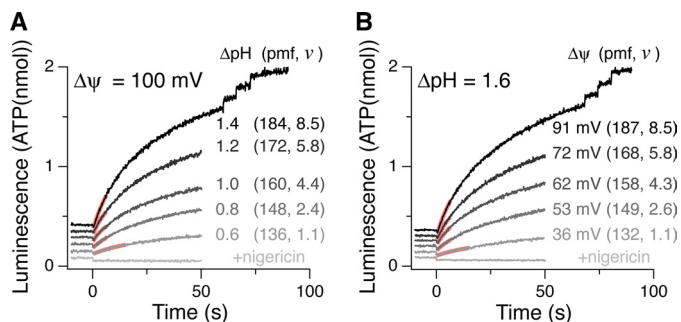 A
Luminescence (ATP(nmol))
2
1
0
Δψ = 100 mV
ΔpH (pmf, v)
1.4 (184, 8.5)
1.2 (172, 5.8)
1.0 (160, 4.4)
0.8 (148, 2.4)
0.6 (136, 1.1)
+nigericin
0 50 100
Time (s)
B
Luminescence (ATP(nmol))
2
1
0
ΔpH = 1.6
Δψ (pmf, v)
91 mV (187, 8.5)
72 mV (168, 5.8)
62 mV (158, 4.3)
53 mV (149, 2.6)
36 mV (132, 1.1)
+nigericin
0 50 100
Time (s)